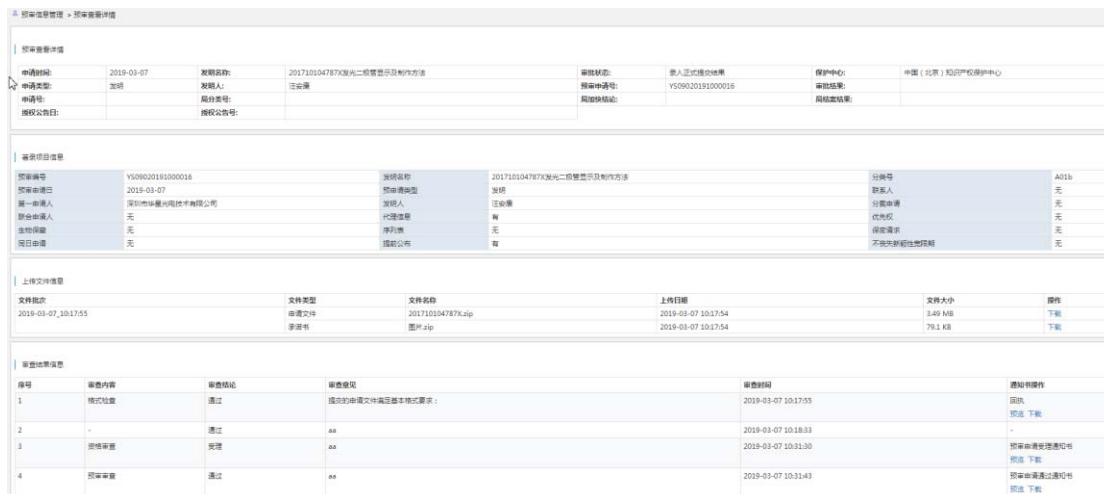 预审信息管理 > 预审查看详情
预审查看详情
申请时间: 2019-03-07 发明名称: 201710104787X发光二极管显示及制作方法 审批状态: 录入正式提交结果 保护中心: 中国(北京)知识产权保护中心
申请类型: 发明 发明人: 汪安康 预审申请号: YS09020191000016 审批结果:
申请号: 局分类号: 局加快结论: 局结案结果:
授权公告日: 授权公告号:
著录项目信息
预审编号 YS09020191000016 发明名称 201710104787X发光二极管显示及制作方法 分类号 A01b
预审申请日 2019-03-07 预审请类型 发明 联系人 无
第一申请人 深圳市华星光电技术有限公司 发明人 汪安康 分案申请 无
联合申请人 无 代理信息 有 优先权 无
生物保藏 无 序列表 无 保密请求 无
同日申请 无 提前公布 有 不丧失新颖性宽限期 无
上传文件信息
文件批次 文件类型 文件名称 上传日期 文件大小 操作
2019-03-07_10:17:55 申请文件 201710104787X.zip 2019-03-07 10:17:54 3.49 MB 下载
承诺书 图片.zip 2019-03-07 10:17:54 79.1 KB 下载
审查结果信息
序号 审查内容 审查结论 审查意见 审查时间 通知书操作
1 格式检查 通过 提交的申请文件满足基本格式要求; 2019-03-07 10:17:55 回执
预览 下载
2 - 通过 aa 2019-03-07 10:18:33 -
3 资格审查 受理 aa 2019-03-07 10:31:30 预审申请受理通知书
预览 下载
4 预审审查 通过 aa 2019-03-07 10:31:43 预审申请通过通知书
预览 下载